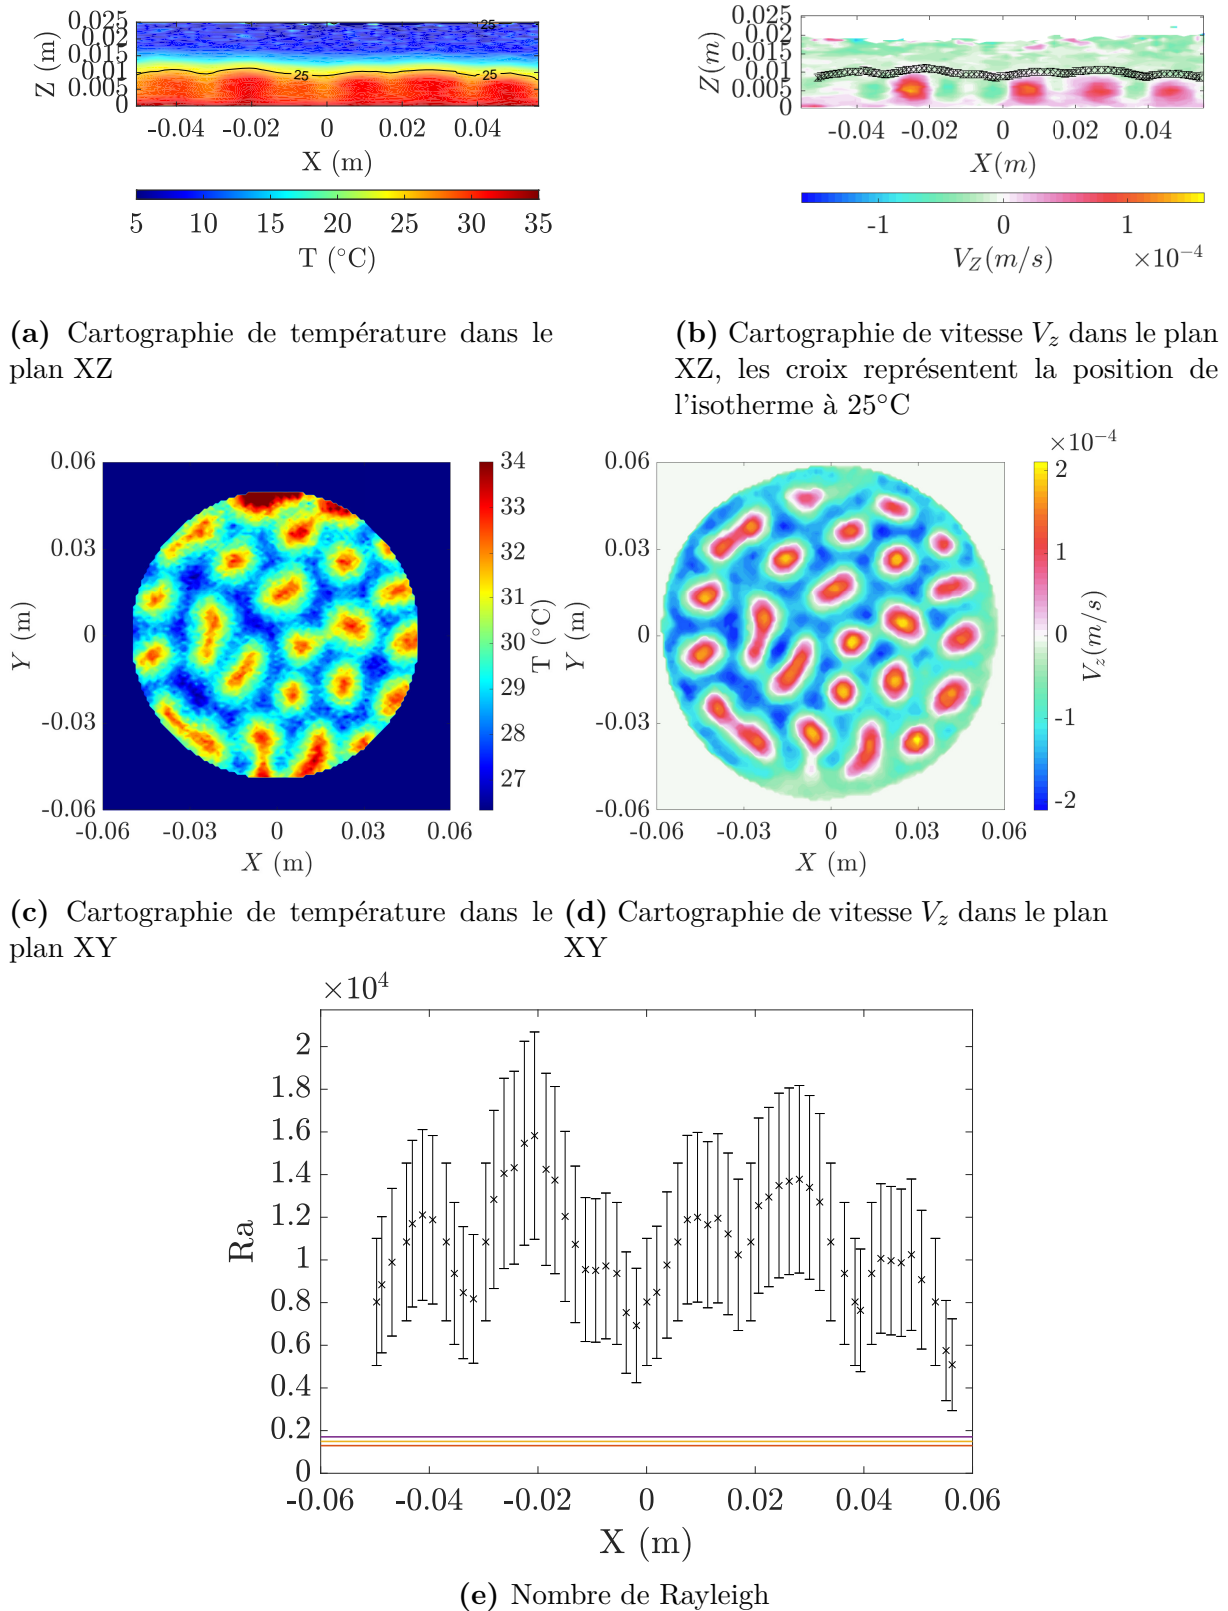 0.025
0.02
0.015
0.01
0.005
0
Z (m)
25
25
25
-0.04 -0.02 0 0.02 0.04
X (m)
5 10 15 20 25 30 35
T (°C)
0.025
0.02
0.015
0.01
0.005
0
Z(m)
-0.04 -0.02 0 0.02 0.04
X(m)
-1 0 1
V_Z(m/s) ×10⁻⁴
(a) Cartographie de température dans le
plan XZ
(b) Cartographie de vitesse V_z dans le plan
XZ, les croix représentent la position de
l'isotherme à 25°C
0.06
0.03
0
-0.03
-0.06
Y (m)
-0.06 -0.03 0 0.03 0.06
X (m)
34
33
32
31
30
29
28
27
T (°C)
0.06
0.03
0
-0.03
-0.06
Y (m)
-0.06 -0.03 0 0.03 0.06
X (m)
×10⁻⁴
2
1
0
-1
-2
V_z(m/s)
(c) Cartographie de température dans le
plan XY
(d) Cartographie de vitesse V_z dans le plan
XY
×10⁴
2
1.8
1.6
1.4
1.2
1
0.8
0.6
0.4
0.2
0
Ra
-0.06 -0.04 -0.02 0 0.02 0.04 0.06
X (m)
(e) Nombre de Rayleigh